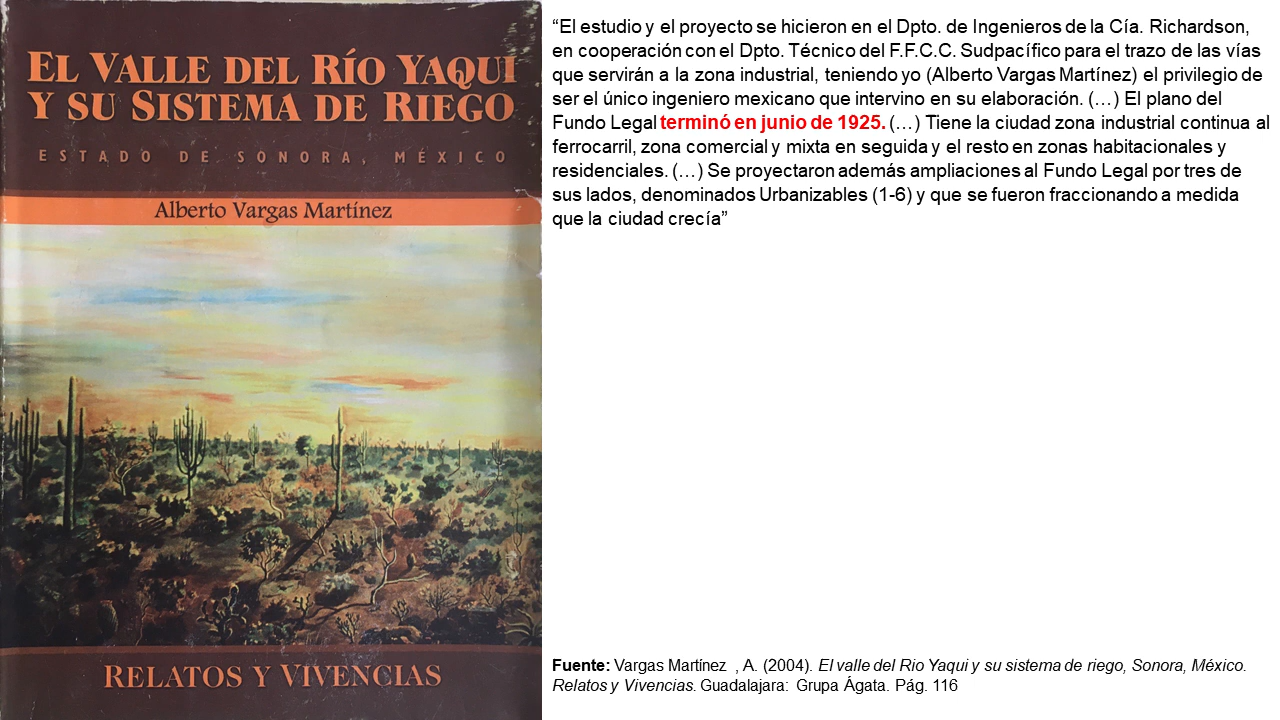 EL VALLE DEL RÍO YAQUI
Y SU SISTEMA DE RIEGO
ESTADO DE SONORA, MÉXICO
Alberto Vargas Martínez
RELATOS Y VIVENCIAS
“El estudio y el proyecto se hicieron en el Dpto. de Ingenieros de la Cía. Richardson,
en cooperación con el Dpto. Técnico del F.F.C.C. Sudpacífico para el trazo de las vías
que servirán a la zona industrial, teniendo yo (Alberto Vargas Martínez) el privilegio de
ser el único ingeniero mexicano que intervino en su elaboración. (…) El plano del
Fundo Legal terminó en junio de 1925. (…) Tiene la ciudad zona industrial continua al
ferrocarril, zona comercial y mixta en seguida y el resto en zonas habitacionales y
residenciales. (…) Se proyectaron además ampliaciones al Fundo Legal por tres de
sus lados, denominados Urbanizables (1-6) y que se fueron fraccionando a medida
que la ciudad crecía”
Fuente: Vargas Martínez , A. (2004). El valle del Rio Yaqui y su sistema de riego, Sonora, México.
Relatos y Vivencias. Guadalajara: Grupa Ágata. Pág. 116